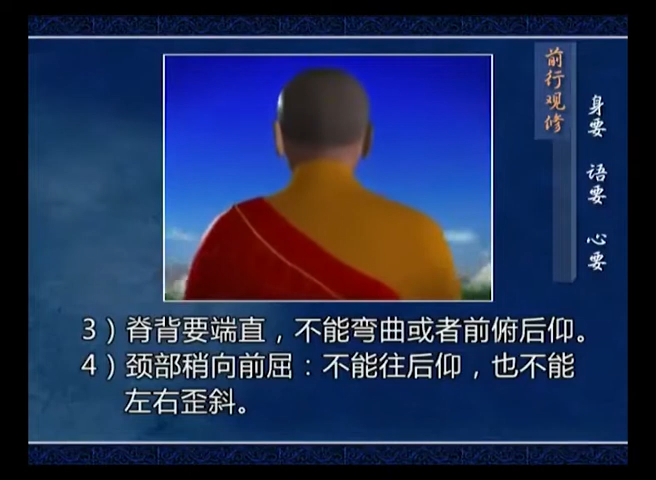 前行观修
身要 语要 心要
3）脊背要端直，不能弯曲或者前俯后仰。
4）颈部稍向前屈：不能往后仰，也不能
左右歪斜。